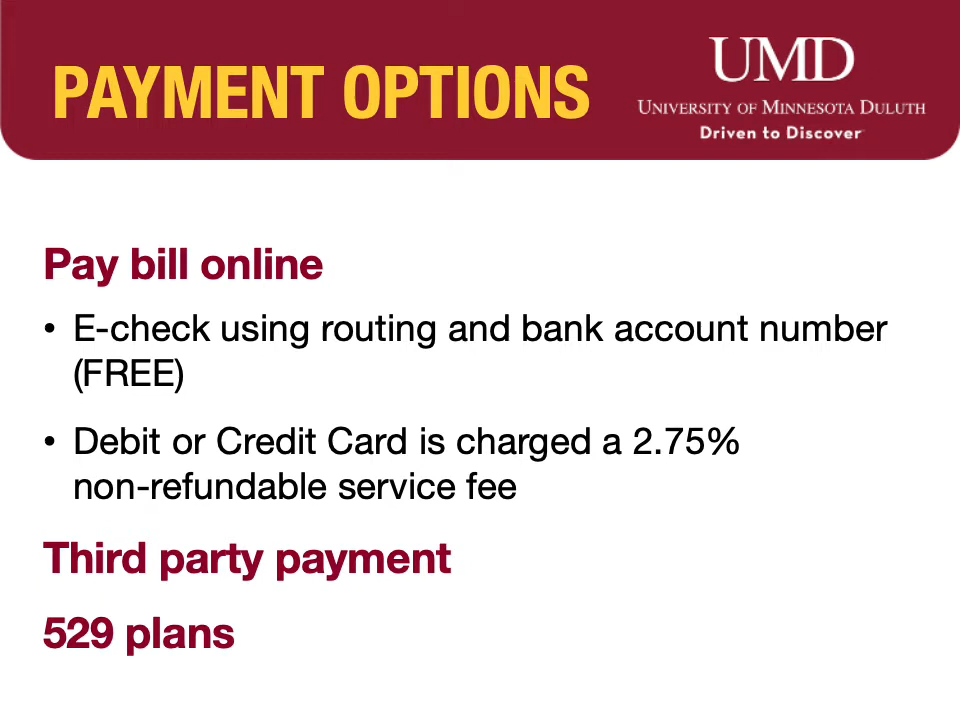 PAYMENT OPTIONS
UMD
UNIVERSITY OF MINNESOTA DULUTH
Driven to Discover
Pay bill online
• E-check using routing and bank account number
(FREE)
• Debit or Credit Card is charged a 2.75%
non-refundable service fee
Third party payment
529 plans